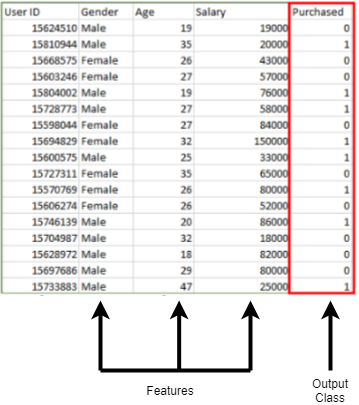 User ID Gender Age Salary Purchased
15624510 Male 19 19000 0
15810944 Male 35 20000 1
15668575 Female 26 43000 0
15603246 Female 27 57000 0
15804002 Male 19 76000 1
15728773 Male 27 58000 1
15598044 Female 27 84000 0
15694829 Female 32 150000 1
15600575 Male 25 33000 1
15727311 Female 35 65000 0
15570769 Female 26 80000 1
15606274 Female 26 52000 0
15746139 Male 20 86000 1
15704987 Male 32 18000 0
15628972 Male 18 82000 0
15697686 Male 29 80000 0
15733883 Male 47 25000 1
Features
Output
Class